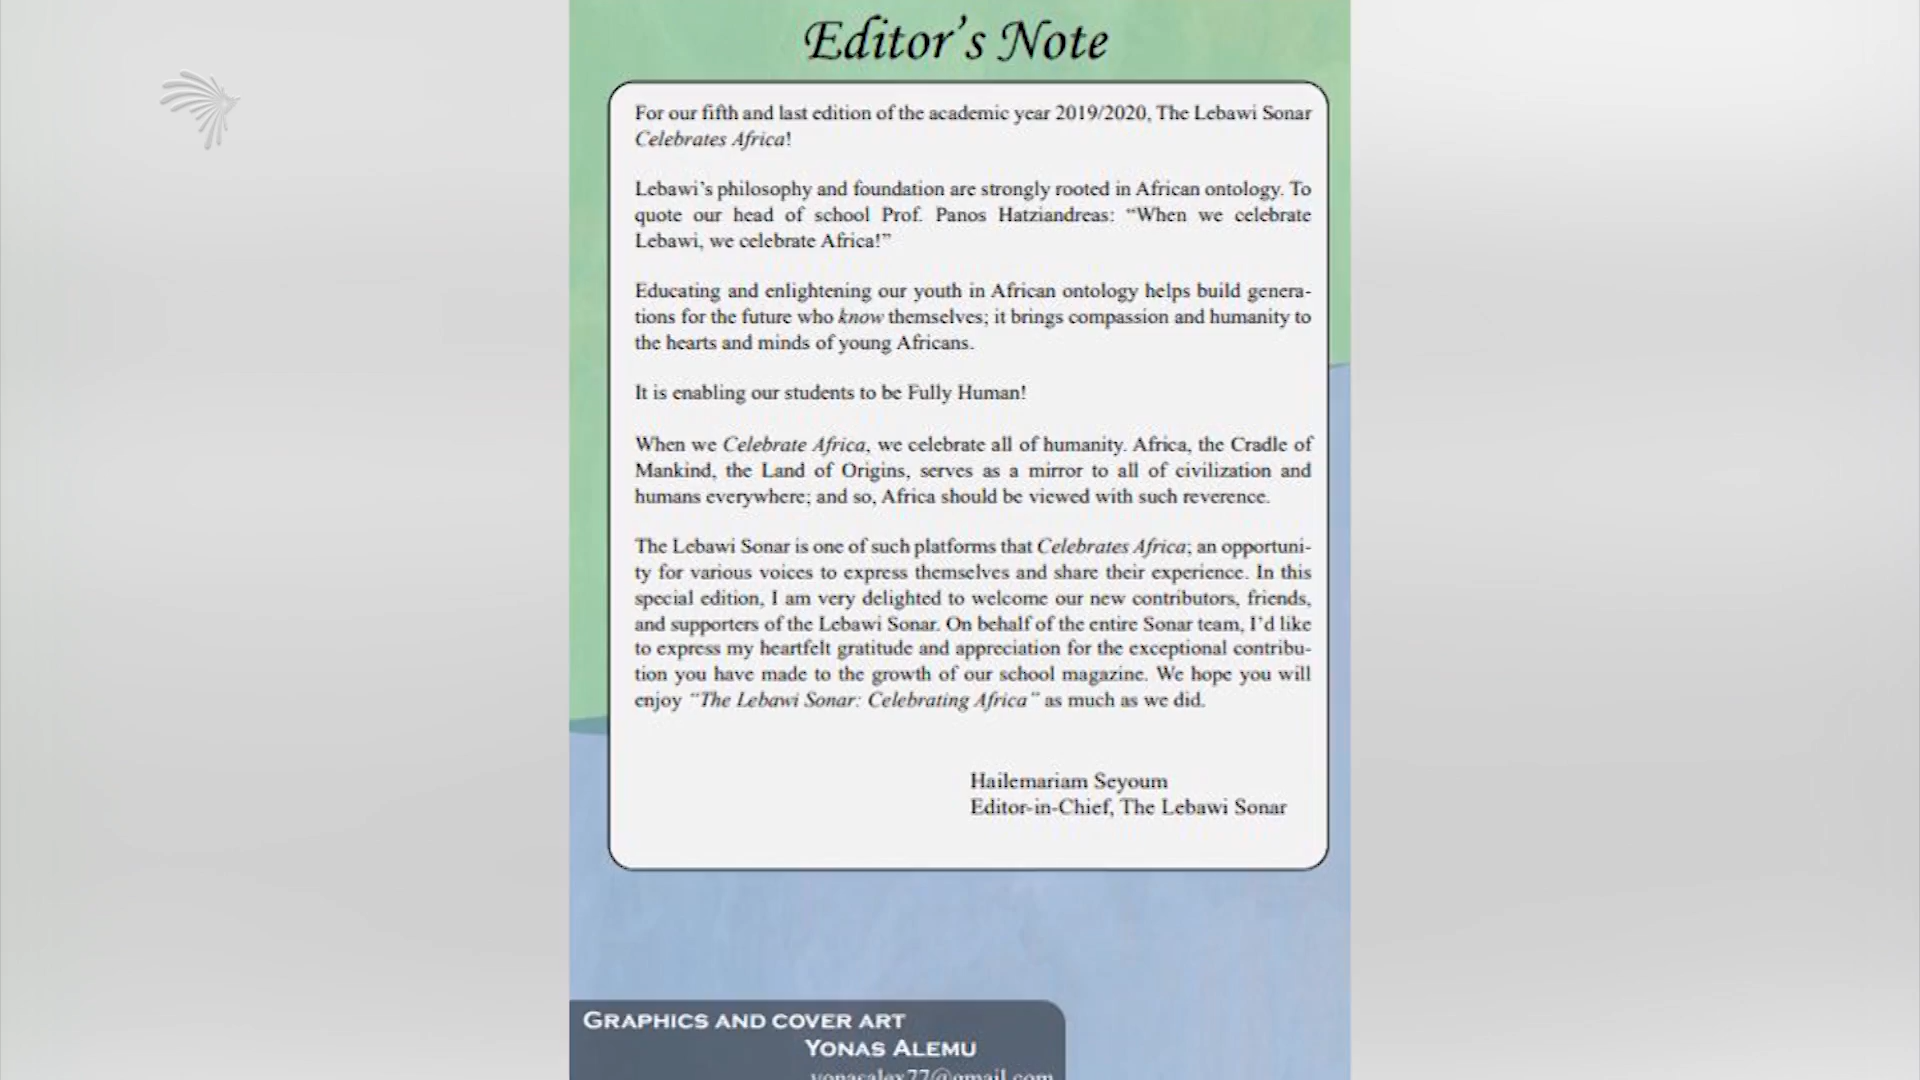 Editor's Note
For our fifth and last edition of the academic year 2019/2020, The Lebawi Sonar
Celebrates Africa!
Lebawi's philosophy and foundation are strongly rooted in African ontology. To
quote our head of school Prof. Panos Hatziandreas: “When we celebrate
Lebawi, we celebrate Africa!”
Educating and enlightening our youth in African ontology helps build genera-
tions for the future who know themselves; it brings compassion and humanity to
the hearts and minds of young Africans.
It is enabling our students to be Fully Human!
When we Celebrate Africa, we celebrate all of humanity. Africa, the Cradle of
Mankind, the Land of Origins, serves as a mirror to all of civilization and
humans everywhere; and so, Africa should be viewed with such reverence.
The Lebawi Sonar is one of such platforms that Celebrates Africa; an opportuni-
ty for various voices to express themselves and share their experience. In this
special edition, I am very delighted to welcome our new contributors, friends,
and supporters of the Lebawi Sonar. On behalf of the entire Sonar team, I'd like
to express my heartfelt gratitude and appreciation for the exceptional contribu-
tion you have made to the growth of our school magazine. We hope you will
enjoy “The Lebawi Sonar: Celebrating Africa” as much as we did.
Hailemariam Seyoum
Editor-in-Chief, The Lebawi Sonar
GRAPHICS AND COVER ART
YONAS ALEMU
yonasalex77@gmail.com